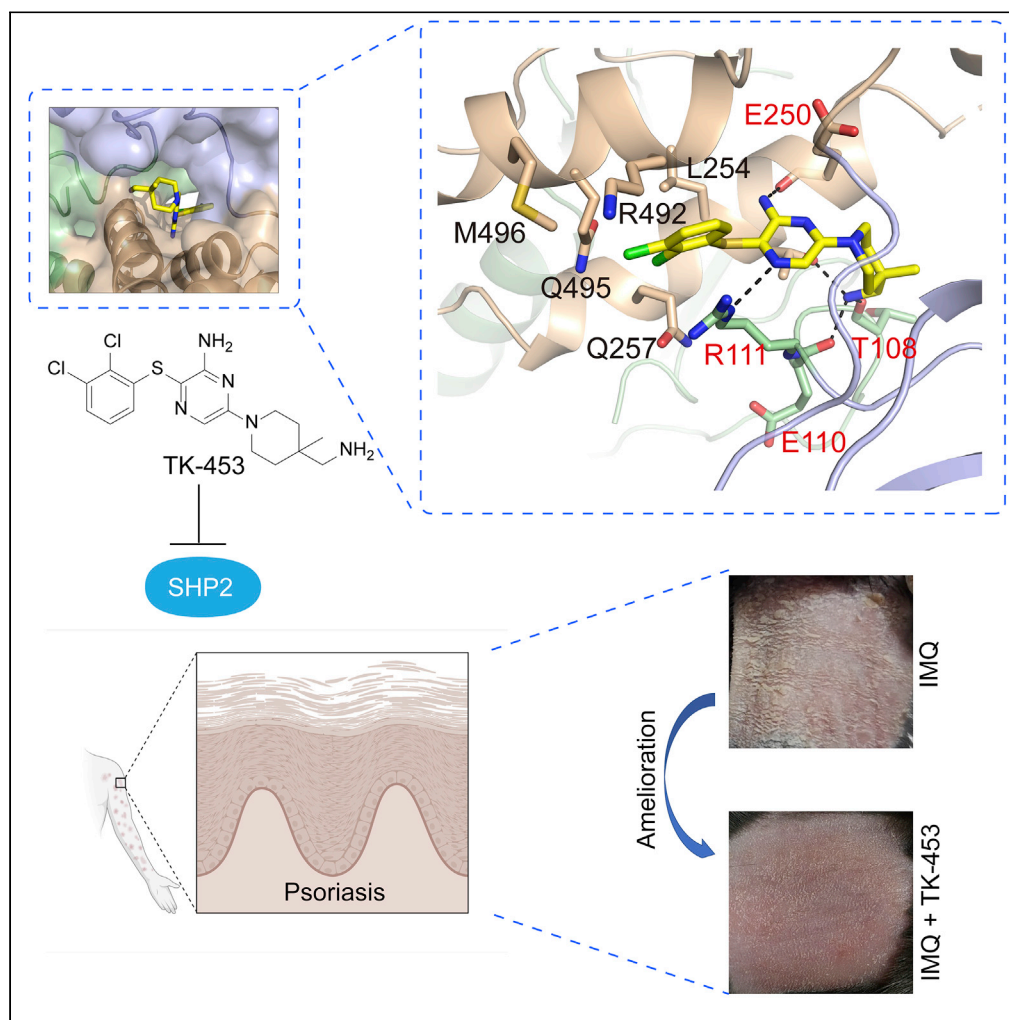 E250
L254
R492
M496
Q495
Q257
R111
T108
E110
Cl
Cl
S
NH2
N
N
N
NH2
TK-453
SHP2
IMQ
Amelioration
Psoriasis
IMQ + TK-453